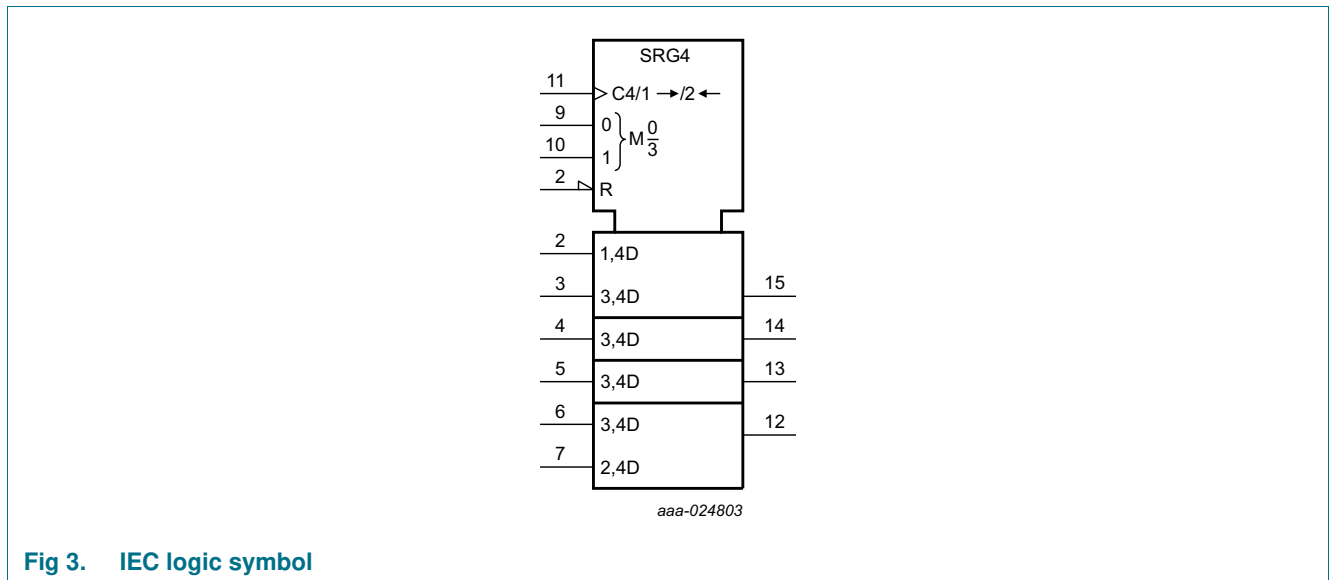 SRG4
11
C4/1 →/2 ←
9
0
M 0/3
10
1
2
R
2
1,4D
3
3,4D
15
4
3,4D
14
5
3,4D
13
6
3,4D
12
7
2,4D
aaa-024803
Fig 3. IEC logic symbol